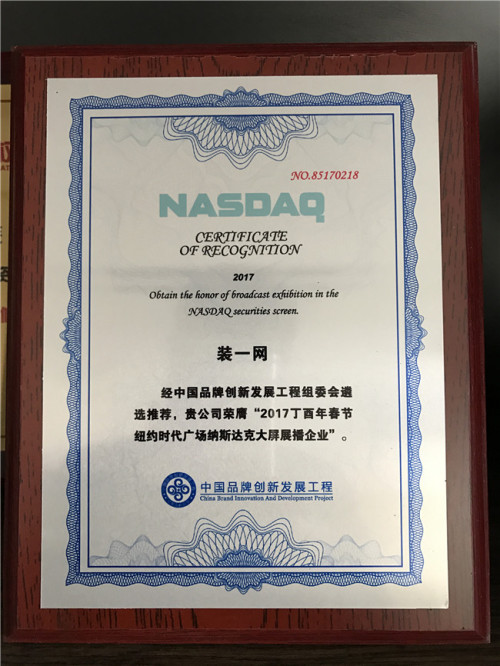 NO.85170218
NASDAQ
CERTIFICATE
OF RECOGNITION
2017
Obtain the honor of broadcast exhibition in the
NASDAQ securities screen.
装一网
经中国品牌创新发展工程组委会遴
选推荐，贵公司荣膺“2017丁酉年春节
纽约时代广场纳斯达克大屏展播企业”。
中国品牌创新发展工程
China Brand Innovation And Development Project